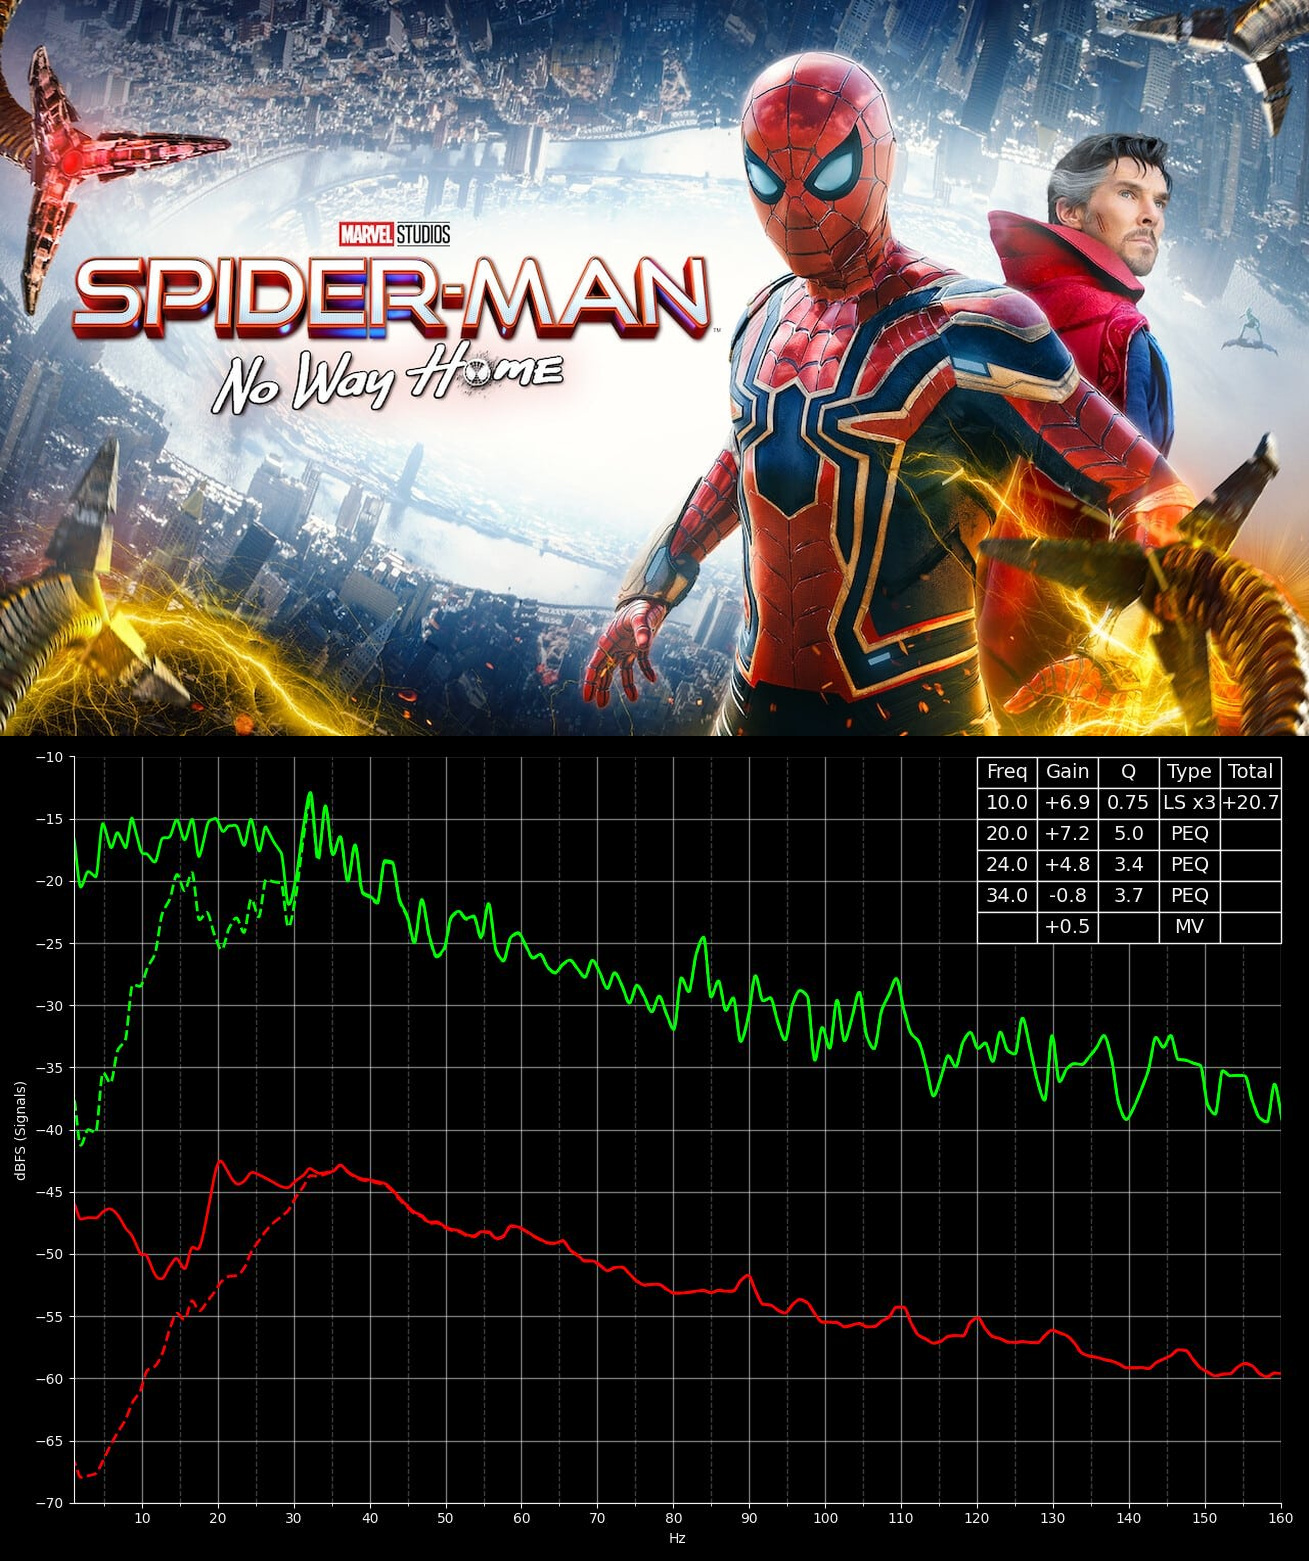 MARVEL STUDIOS
SPIDER-MAN™
No Way Home
Freq Gain Q Type Total
10.0 +6.9 0.75 LS x3 +20.7
20.0 +7.2 5.0 PEQ
24.0 +4.8 3.4 PEQ
34.0 -0.8 3.7 PEQ
+0.5 MV
−10
−15
−20
−25
−30
−35
−40
−45
−50
−55
−60
−65
−70
dBFS (Signals)
10 20 30 40 50 60 70 80 90 100 110 120 130 140 150 160
Hz